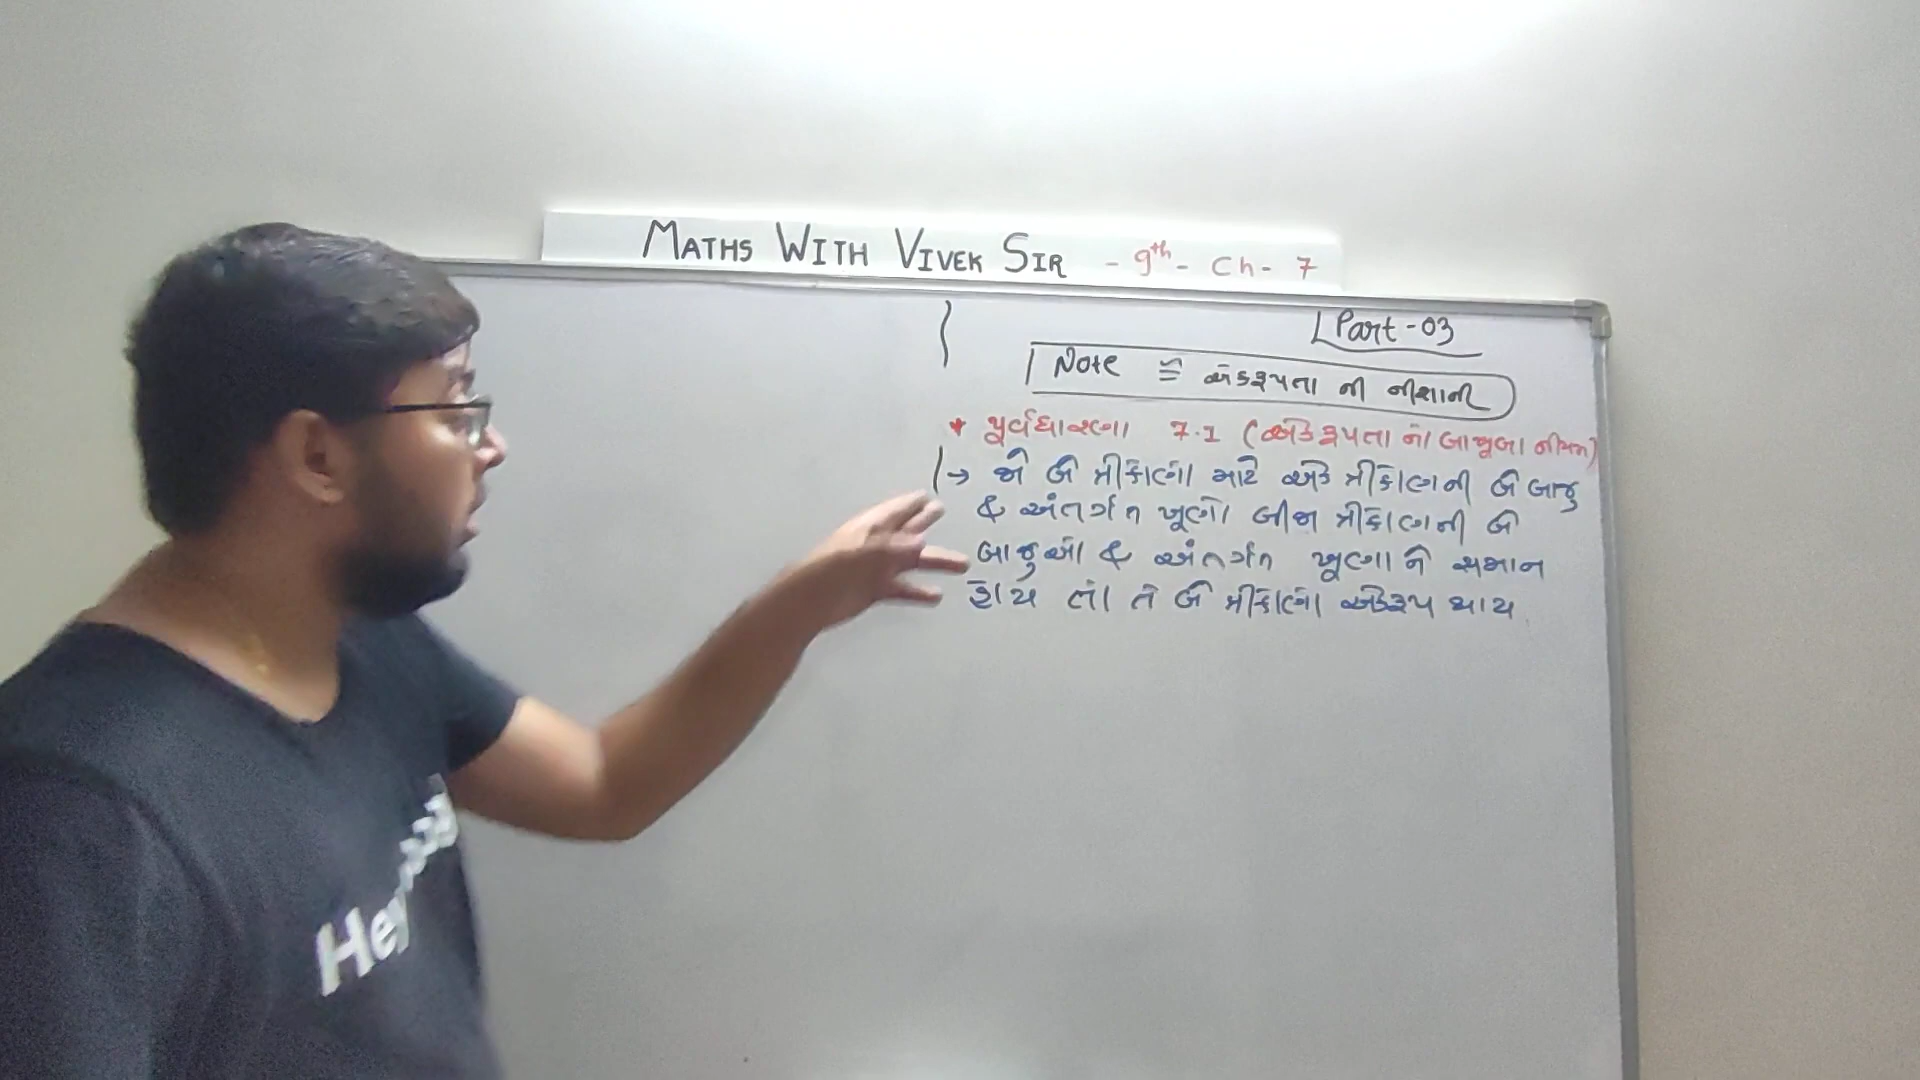 MATHS WITH VIVEK SIR - 9th - Ch - 7
Part - 03
Note ≅ એકરૂપતા ની નીશાની
* પૂર્વધારણા 7.1 (એકરૂપતા નો બાખૂબા નીયમ)
→ જો બે ત્રીકોણો માટે એક ત્રીકોણની બે બાજુ
& અંતર્ગત ખૂણો બીજા ત્રીકોણની બે
બાજુઓ & અંતર્ગત ખૂણા ને સમાન
હોય તો તે બે ત્રીકોણો એકરૂપ થાય
Hey